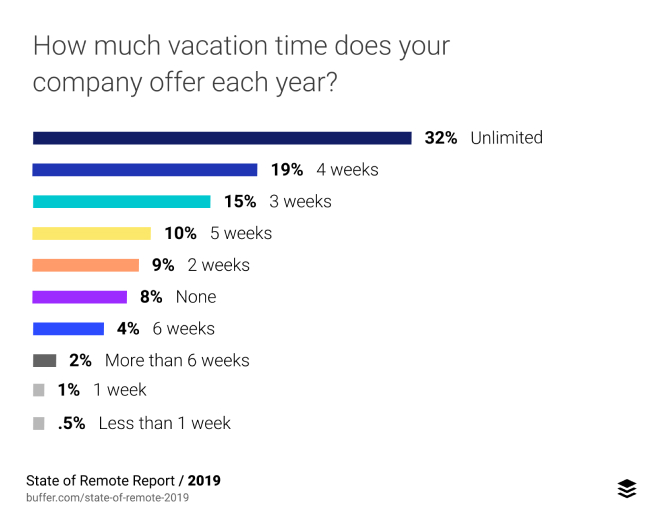 How much vacation time does your
company offer each year?
32% Unlimited
19% 4 weeks
15% 3 weeks
10% 5 weeks
9% 2 weeks
8% None
4% 6 weeks
2% More than 6 weeks
1% 1 week
.5% Less than 1 week
State of Remote Report / 2019
buffer.com/state-of-remote-2019